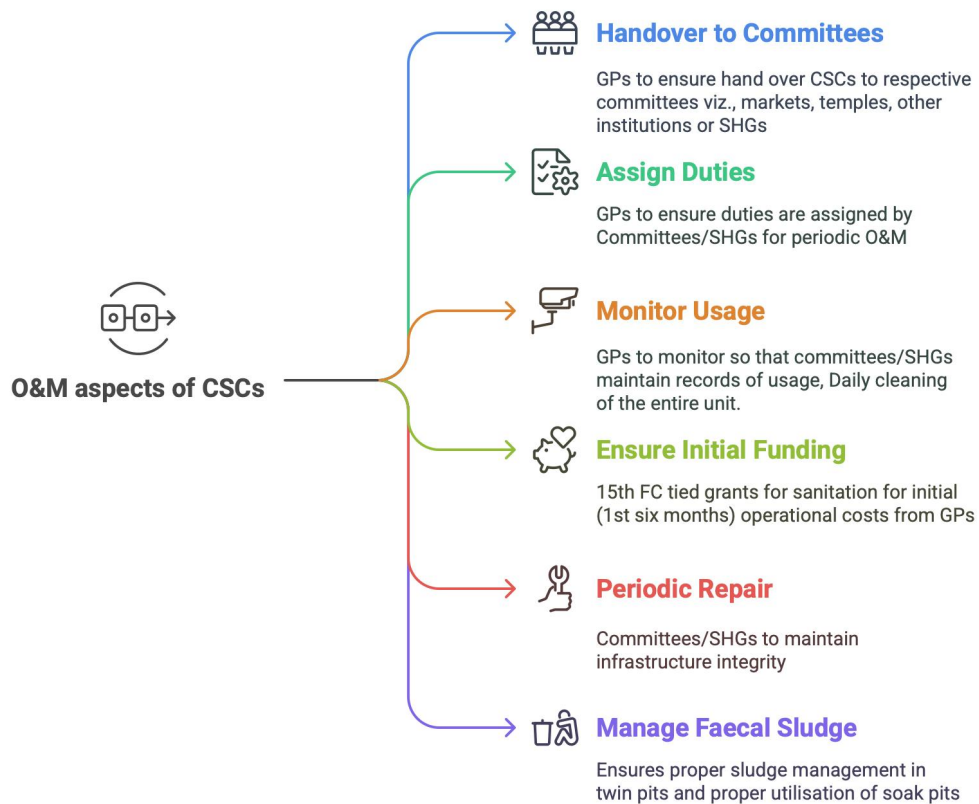 O&M aspects of CSCs
Handover to Committees
GPs to ensure hand over CSCs to respective
committees viz., markets, temples, other
institutions or SHGs
Assign Duties
GPs to ensure duties are assigned by
Committees/SHGs for periodic O&M
Monitor Usage
GPs to monitor so that committees/SHGs
maintain records of usage, Daily cleaning
of the entire unit.
Ensure Initial Funding
15th FC tied grants for sanitation for initial
(1st six months) operational costs from GPs
Periodic Repair
Committees/SHGs to maintain
infrastructure integrity
Manage Faecal Sludge
Ensures proper sludge management in
twin pits and proper utilisation of soak pits